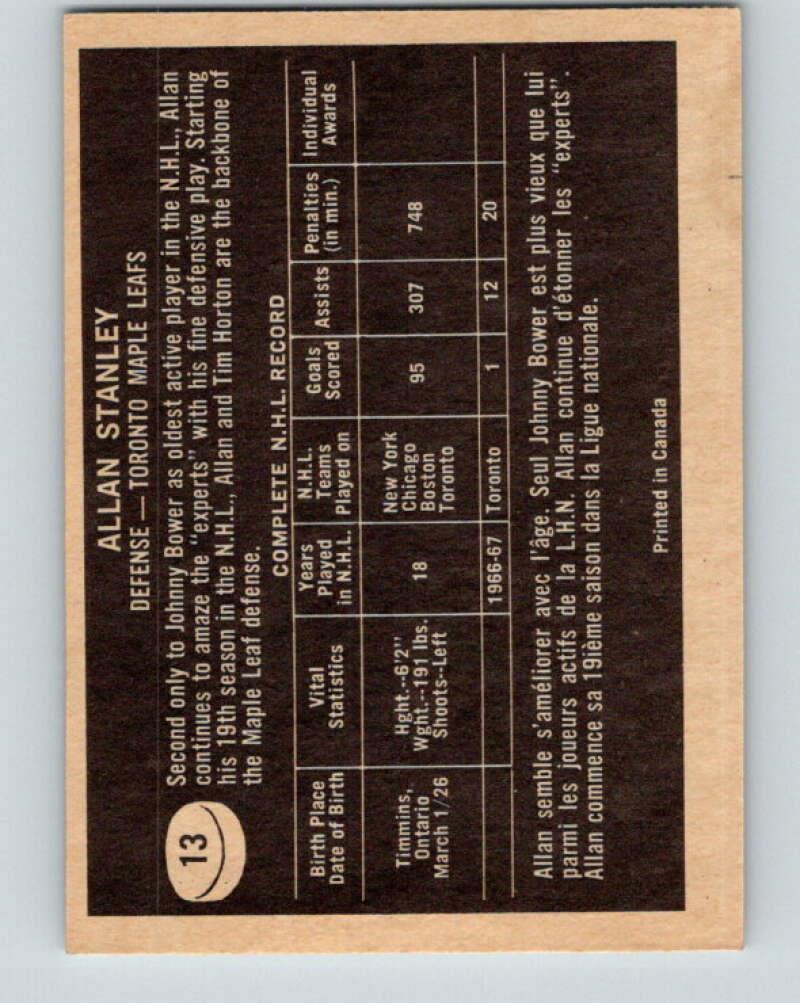 ALLAN STANLEY
DEFENSE — TORONTO MAPLE LEAFS
13
Second only to Johnny Bower as oldest active player in the N.H.L., Allan
continues to amaze the "experts" with his fine defensive play. Starting
his 19th season in the N.H.L., Allan and Tim Horton are the backbone of
the Maple Leaf defense.
COMPLETE N.H.L. RECORD
Birth Place
Date of Birth
Vital
Statistics
Years
Played
in N.H.L.
N.H.L.
Teams
Played on
Goals
Scored
Assists
Penalties
(in min.)
Individual
Awards
Timmins,
Ontario
March 1/26
Hght.--6'2"
Wght.--191 lbs.
Shoots--Left
18
New York
Chicago
Boston
Toronto
95
307
748
1966-67
Toronto
1
12
20
Allan semble s'améliorer avec l'âge. Seul Johnny Bower est plus vieux que lui
parmi les joueurs actifs de la L.H.N. Allan continue d'étonner les "experts".
Allan commence sa 19ième saison dans la Ligue nationale.
Printed in Canada